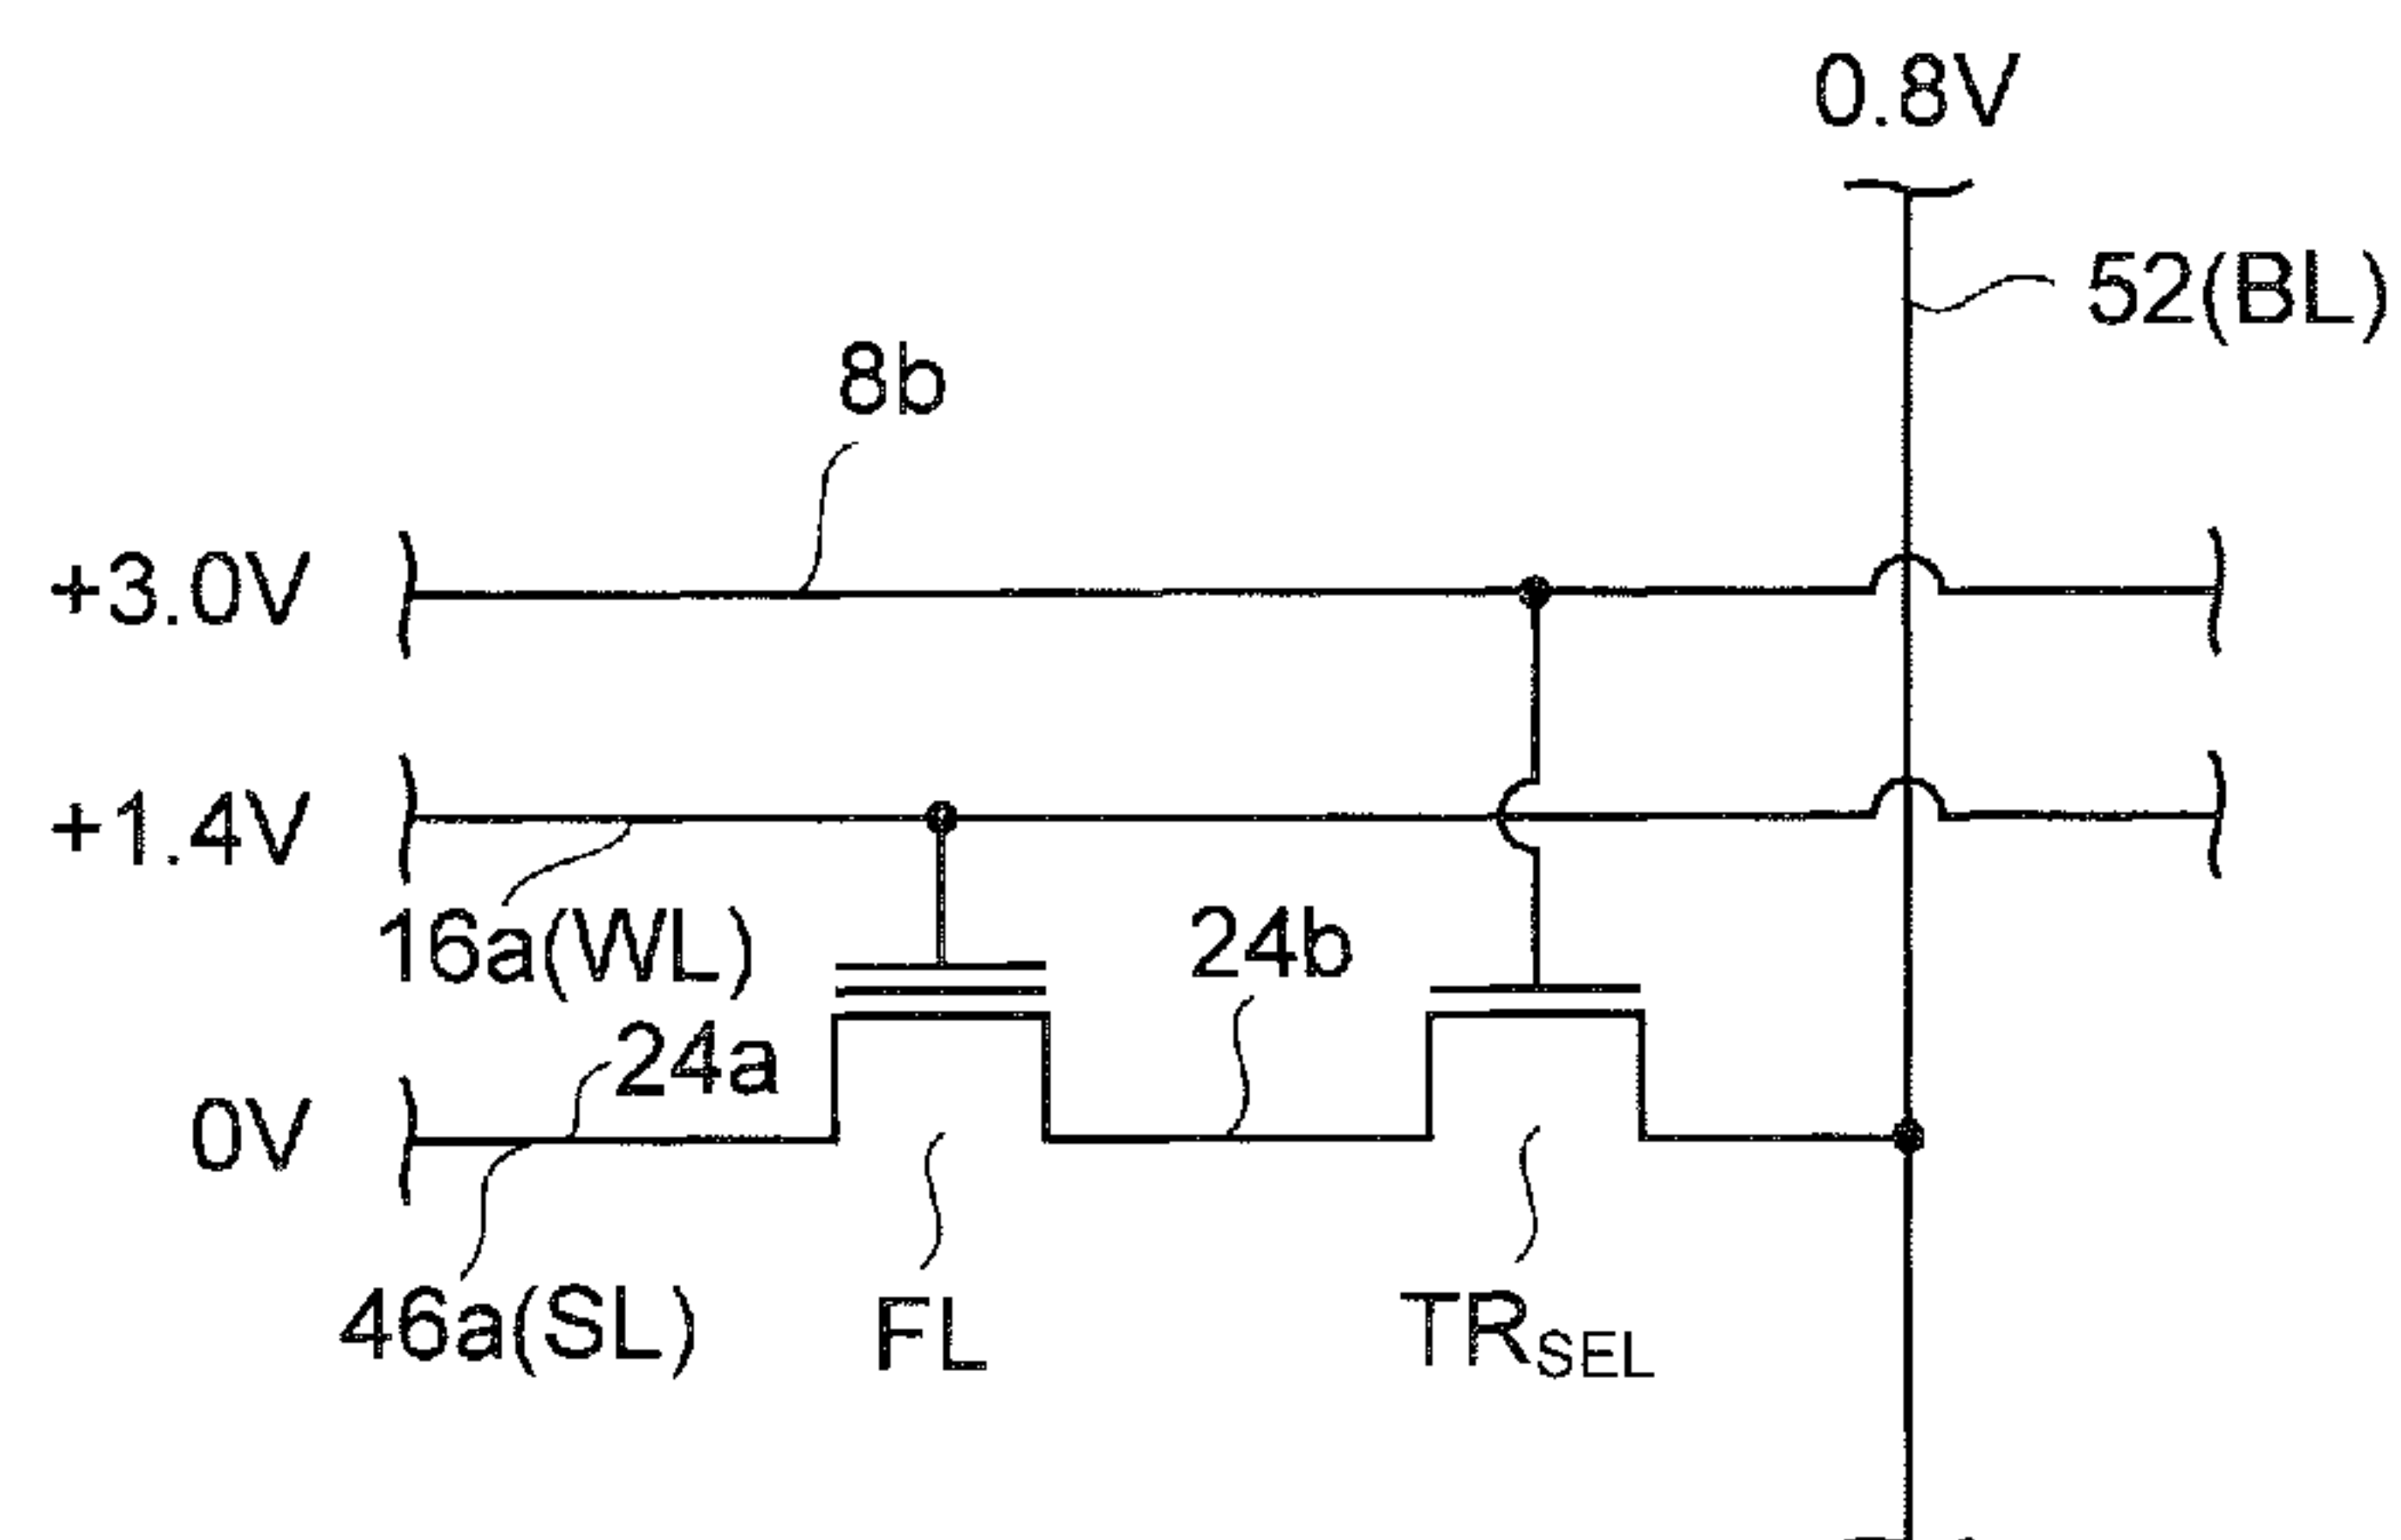 0.8V
52(BL)
8b
+3.0V
+1.4V
16a(WL)
24b
24a
0V
46a(SL)
FL
TRSEL